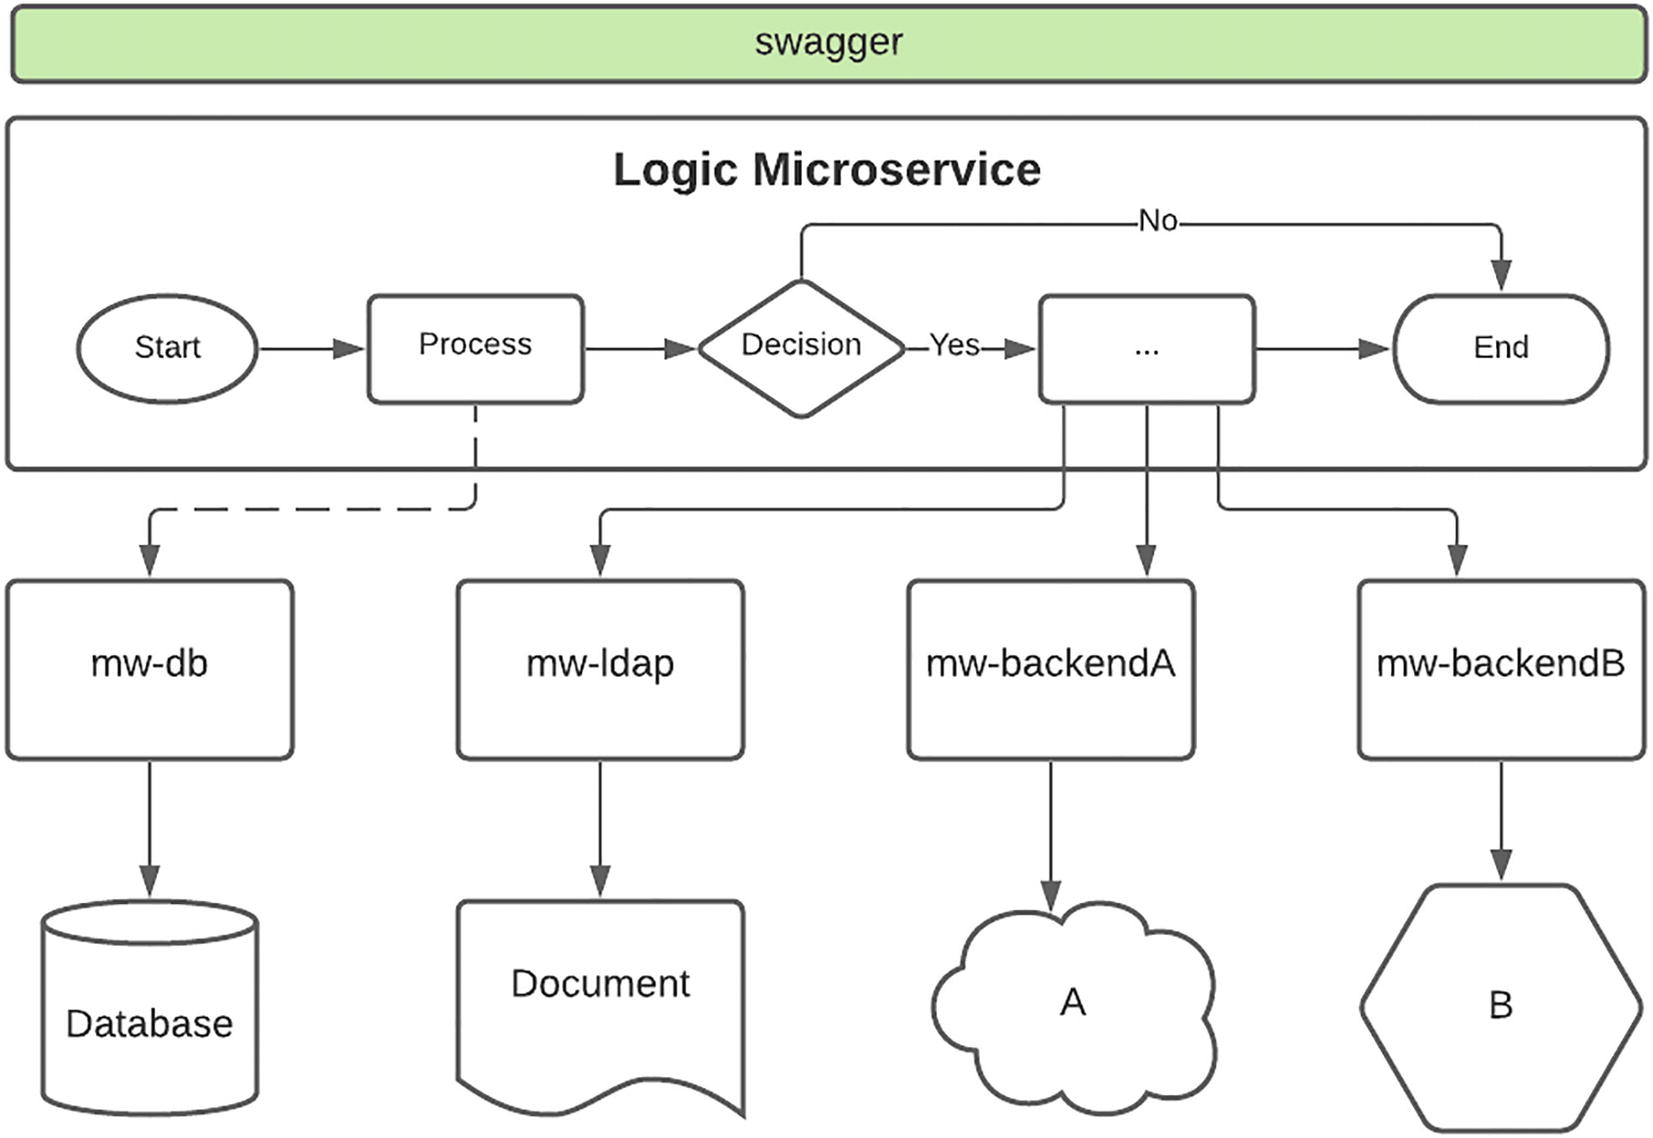 swagger
Logic Microservice
No
Start
Process
Decision
Yes
...
End
mw-db
mw-ldap
mw-backendA
mw-backendB
Database
Document
A
B